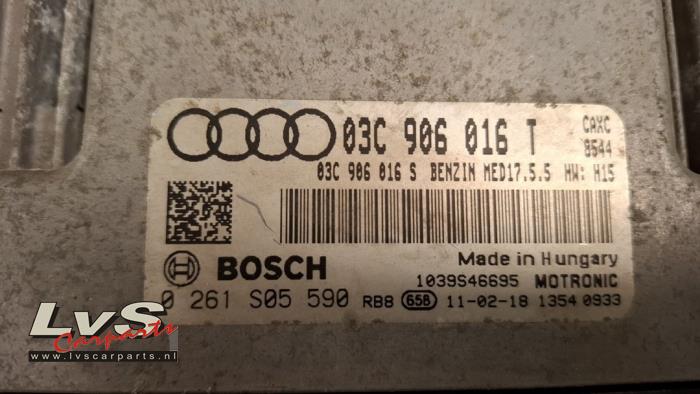 03C 906 016 T CAXC
8544
03C 906 016 S BENZIN MED17.5.5 HW: H15
BOSCH Made in Hungary
1039S46695 MOTRONIC
0 261 S05 590 RB8 658 11-02-18 1354 0933
LvS
Carparts
www.lvscarparts.nl